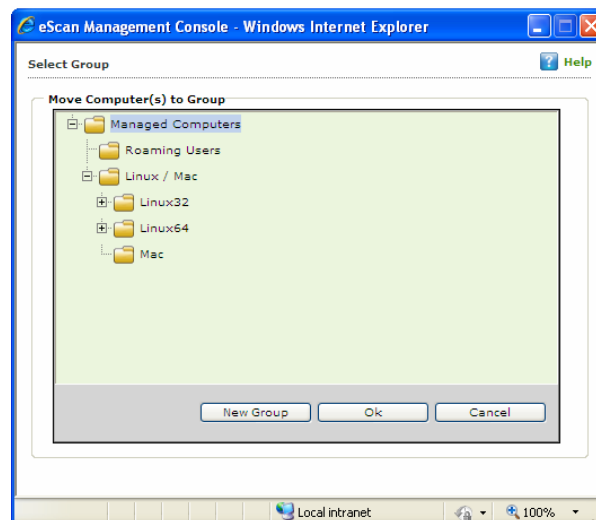 eScan Management Console - Windows Internet Explorer
Select Group
Help
Move Computer(s) to Group
Managed Computers
Roaming Users
Linux / Mac
Linux32
Linux64
Mac
New Group
Ok
Cancel
Local intranet
100%